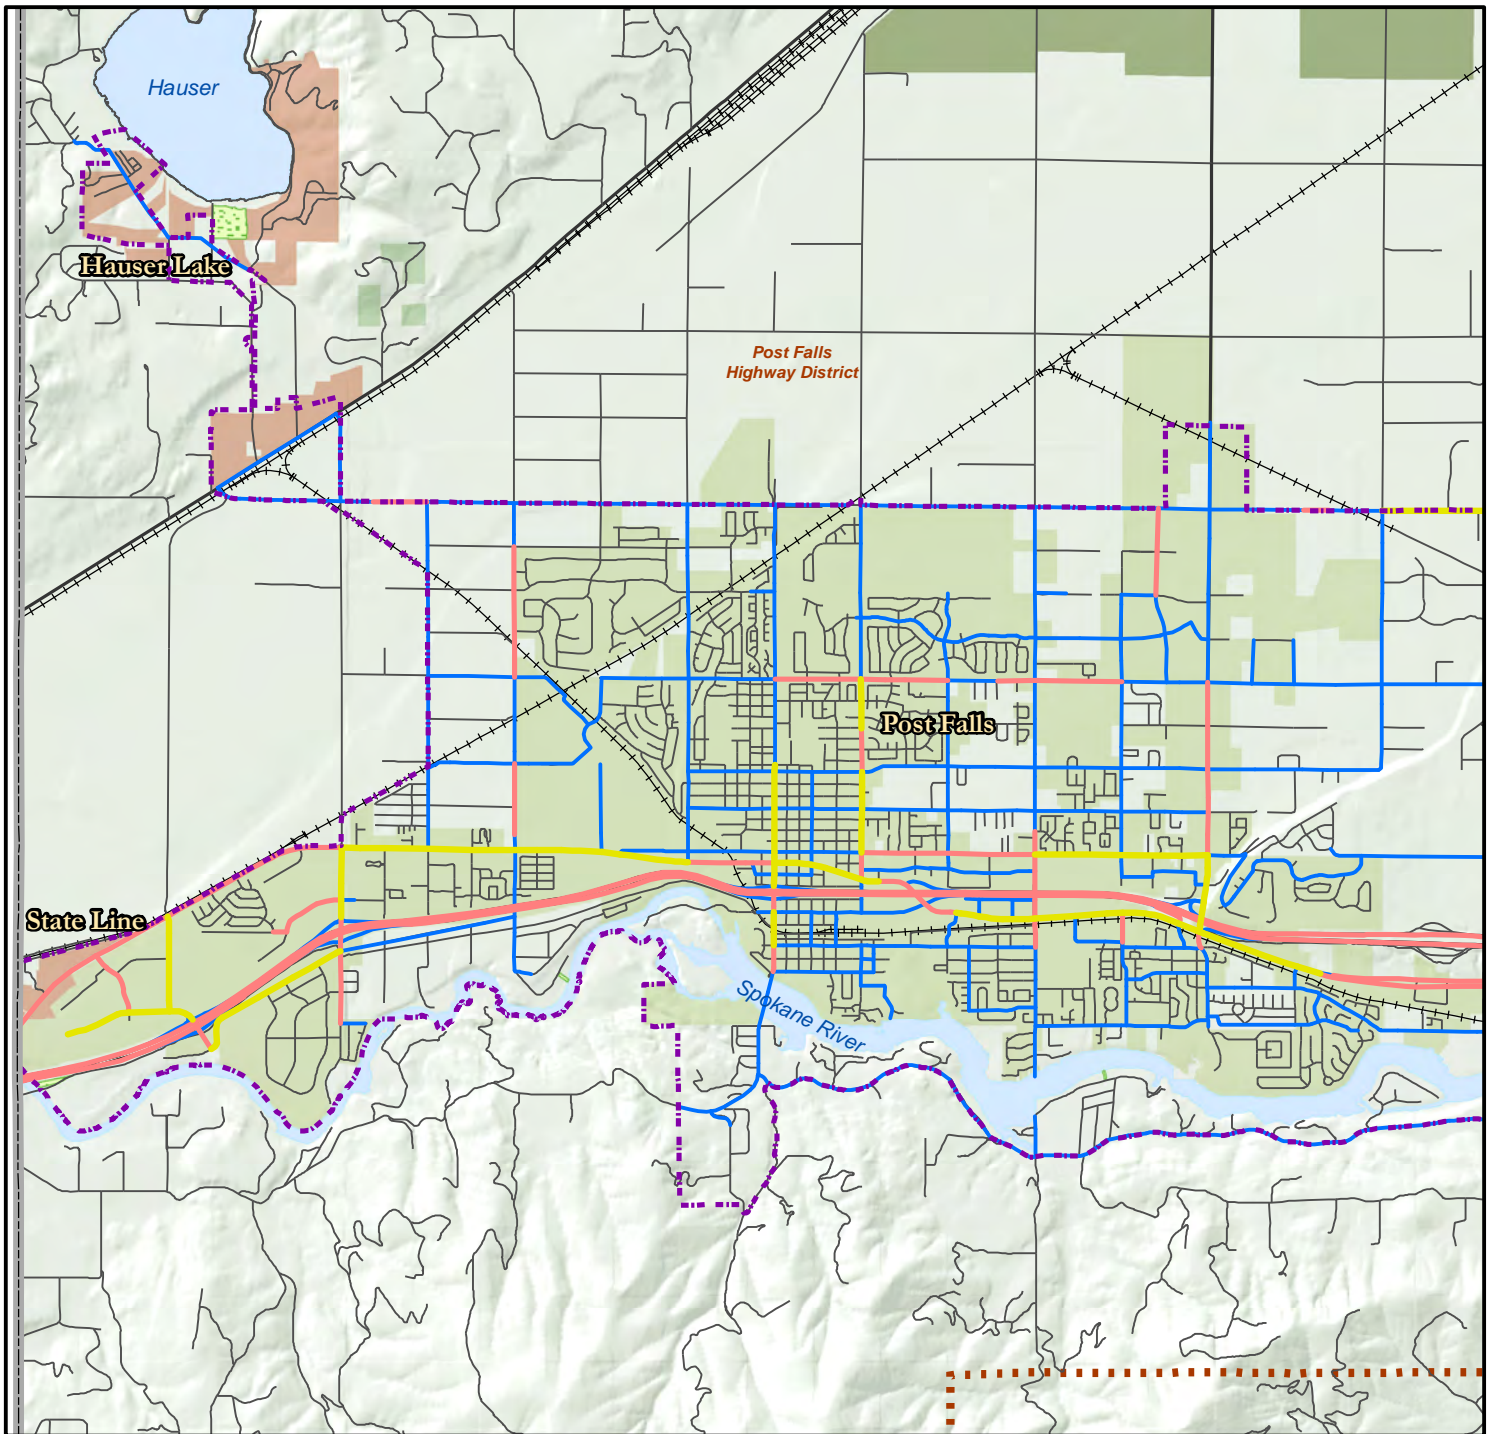 Hauser
Hauser Lake
Post Falls
Highway District
Post Falls
State Line
Spokane River